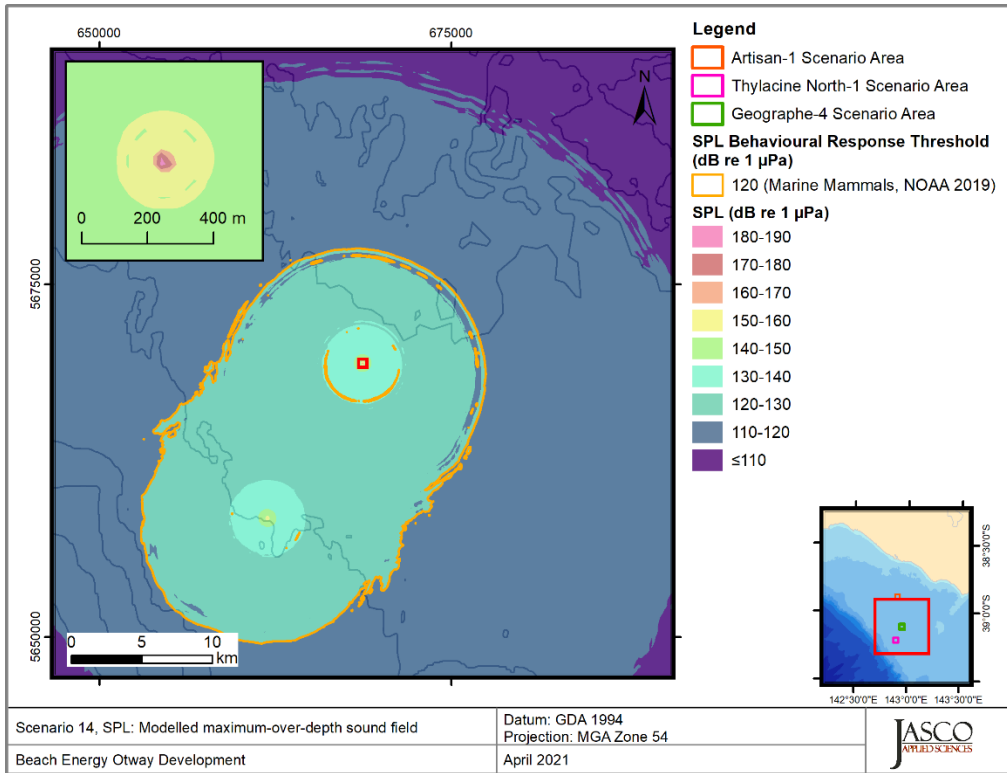 650000
675000
N
0 200 400 m
5675000
5650000
0 5 10
km
Legend
Artisan-1 Scenario Area
Thylacine North-1 Scenario Area
Geographe-4 Scenario Area
SPL Behavioural Response Threshold
(dB re 1 µPa)
120 (Marine Mammals, NOAA 2019)
SPL (dB re 1 µPa)
180-190
170-180
160-170
150-160
140-150
130-140
120-130
110-120
≤110
38°30'S
39°0'S
142°30'0"E 143°0'E 143°30'E
Scenario 14, SPL: Modelled maximum-over-depth sound field
Beach Energy Otway Development
Datum: GDA 1994
Projection: MGA Zone 54
April 2021
JASCO
APPLIED SCIENCES